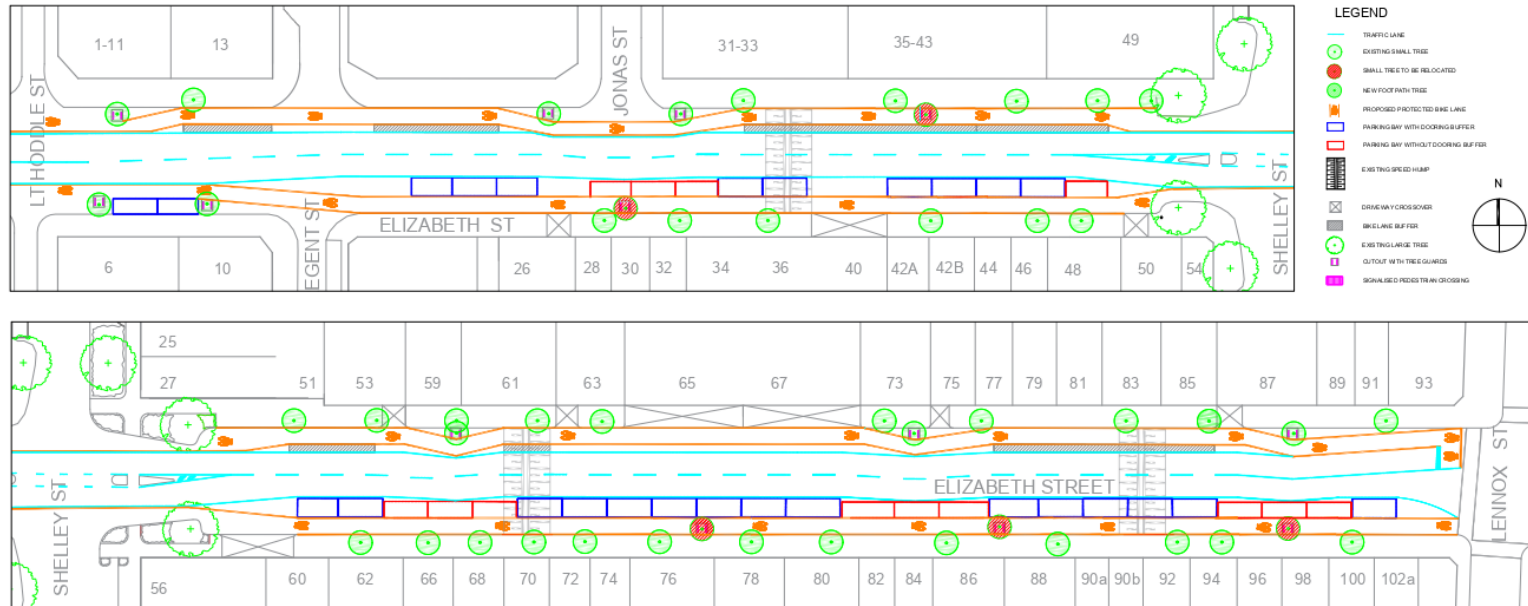 LEGEND
TRAFFIC LANE
EXISTING SMALL TREE
SMALL TREE TO BE RELOCATED
NEW FOOTPATH TREE
PROPOSED PROTECTED BIKE LANE
PARKING BAY WITH DOORING BUFFER
PARKING BAY WITHOUT DOORING BUFFER
EXISTING SPEED HUMP
DRIVEWAY CROSSOVER
BIKE LANE BUFFER
EXISTING LARGE TREE
CUTOUT WITH TREE GUARDS
SIGNALISED PEDESTRIAN CROSSING
N
1-11 13 31-33 35-43 49
LT HODDLE ST
JONAS ST
SHELLEY ST
EGENT ST
ELIZABETH ST
6 10 26 28 30 32 34 36 40 42A 42B 44 46 48 50 54
25
27 51 53 59 61 63 65 67 73 75 77 79 81 83 85 87 89 91 93
SHELLEY ST
ELIZABETH STREET
LENNOX ST
56 60 62 66 68 70 72 74 76 78 80 82 84 86 88 90a 90b 92 94 96 98 100 102a